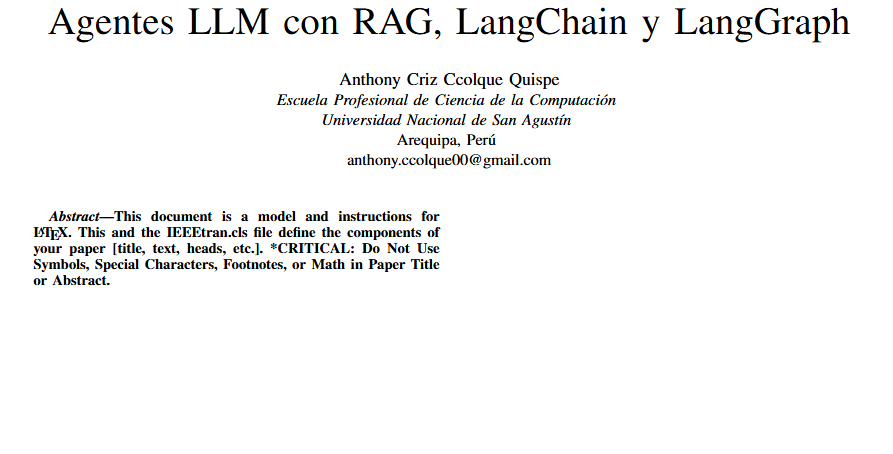 Agentes LLM con RAG, LangChain y LangGraph
Anthony Criz Ccolque Quispe
Escuela Profesional de Ciencia de la Computación
Universidad Nacional de San Agustín
Arequipa, Perú
anthony.ccolque00@gmail.com
Abstract—This document is a model and instructions for
LATEX. This and the IEEEtran.cls file define the components of
your paper [title, text, heads, etc.]. *CRITICAL: Do Not Use
Symbols, Special Characters, Footnotes, or Math in Paper Title
or Abstract.